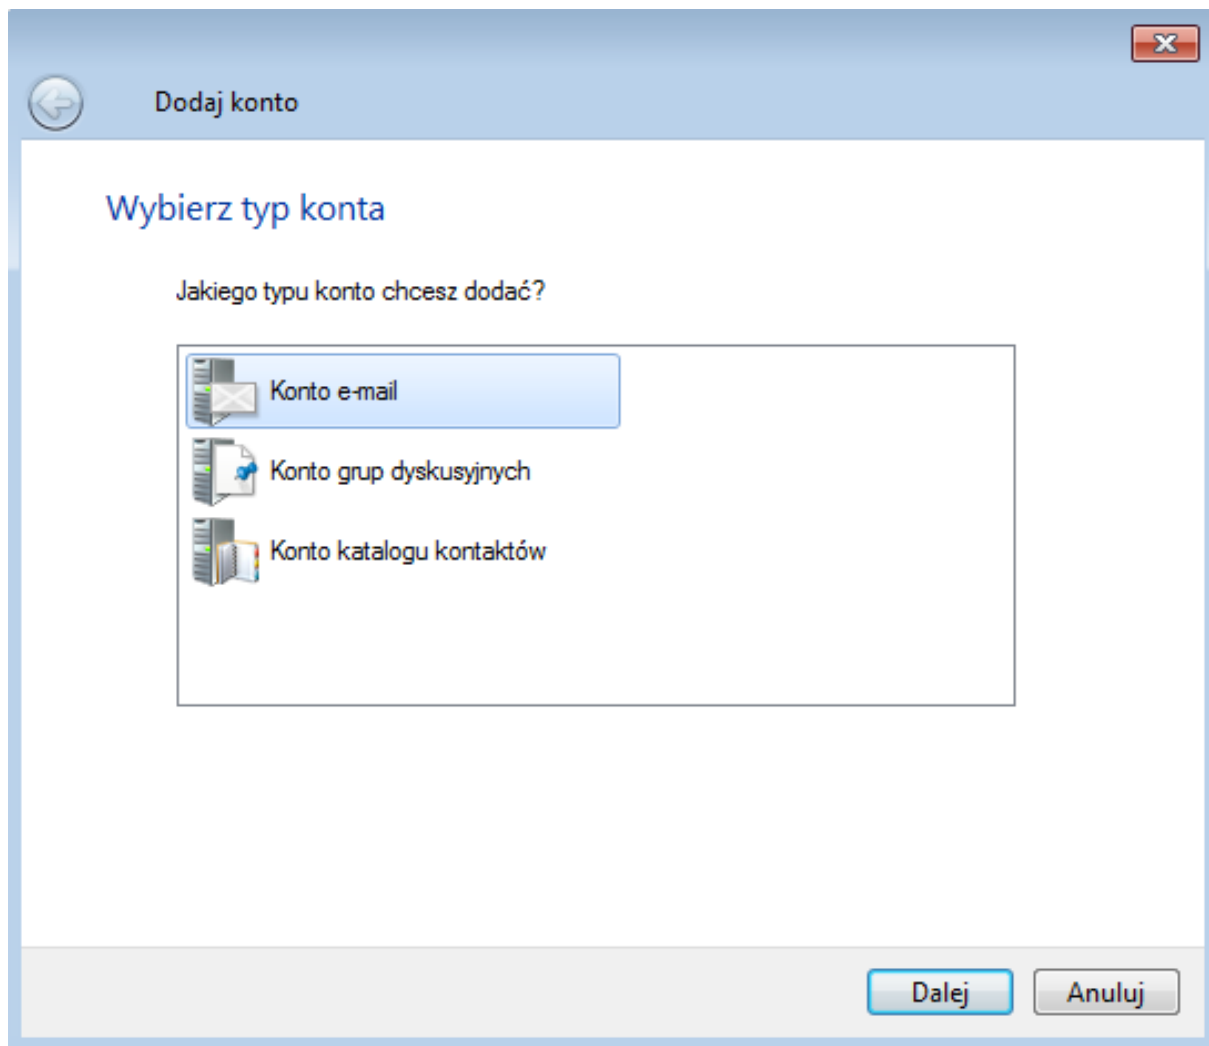 Dodaj konto
Wybierz typ konta
Jakiego typu konto chcesz dodać?
Konto e-mail
Konto grup dyskusyjnych
Konto katalogu kontaktów
Dalej
Anuluj